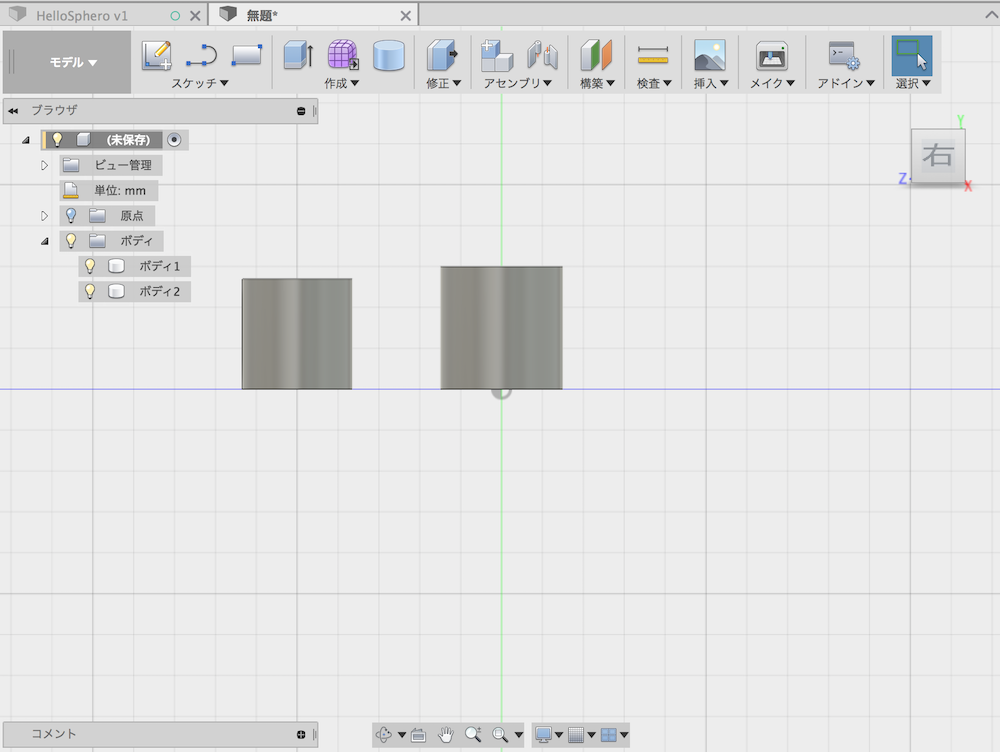 HelloSphero v1
無題*
モデル
スケッチ
作成
修正
アセンブリ
構築
検査
挿入
メイク
アドイン
選択
ブラウザ
(未保存)
ビュー管理
単位: mm
原点
ボディ
ボディ1
ボディ2
Y
右
Z
X
コメント